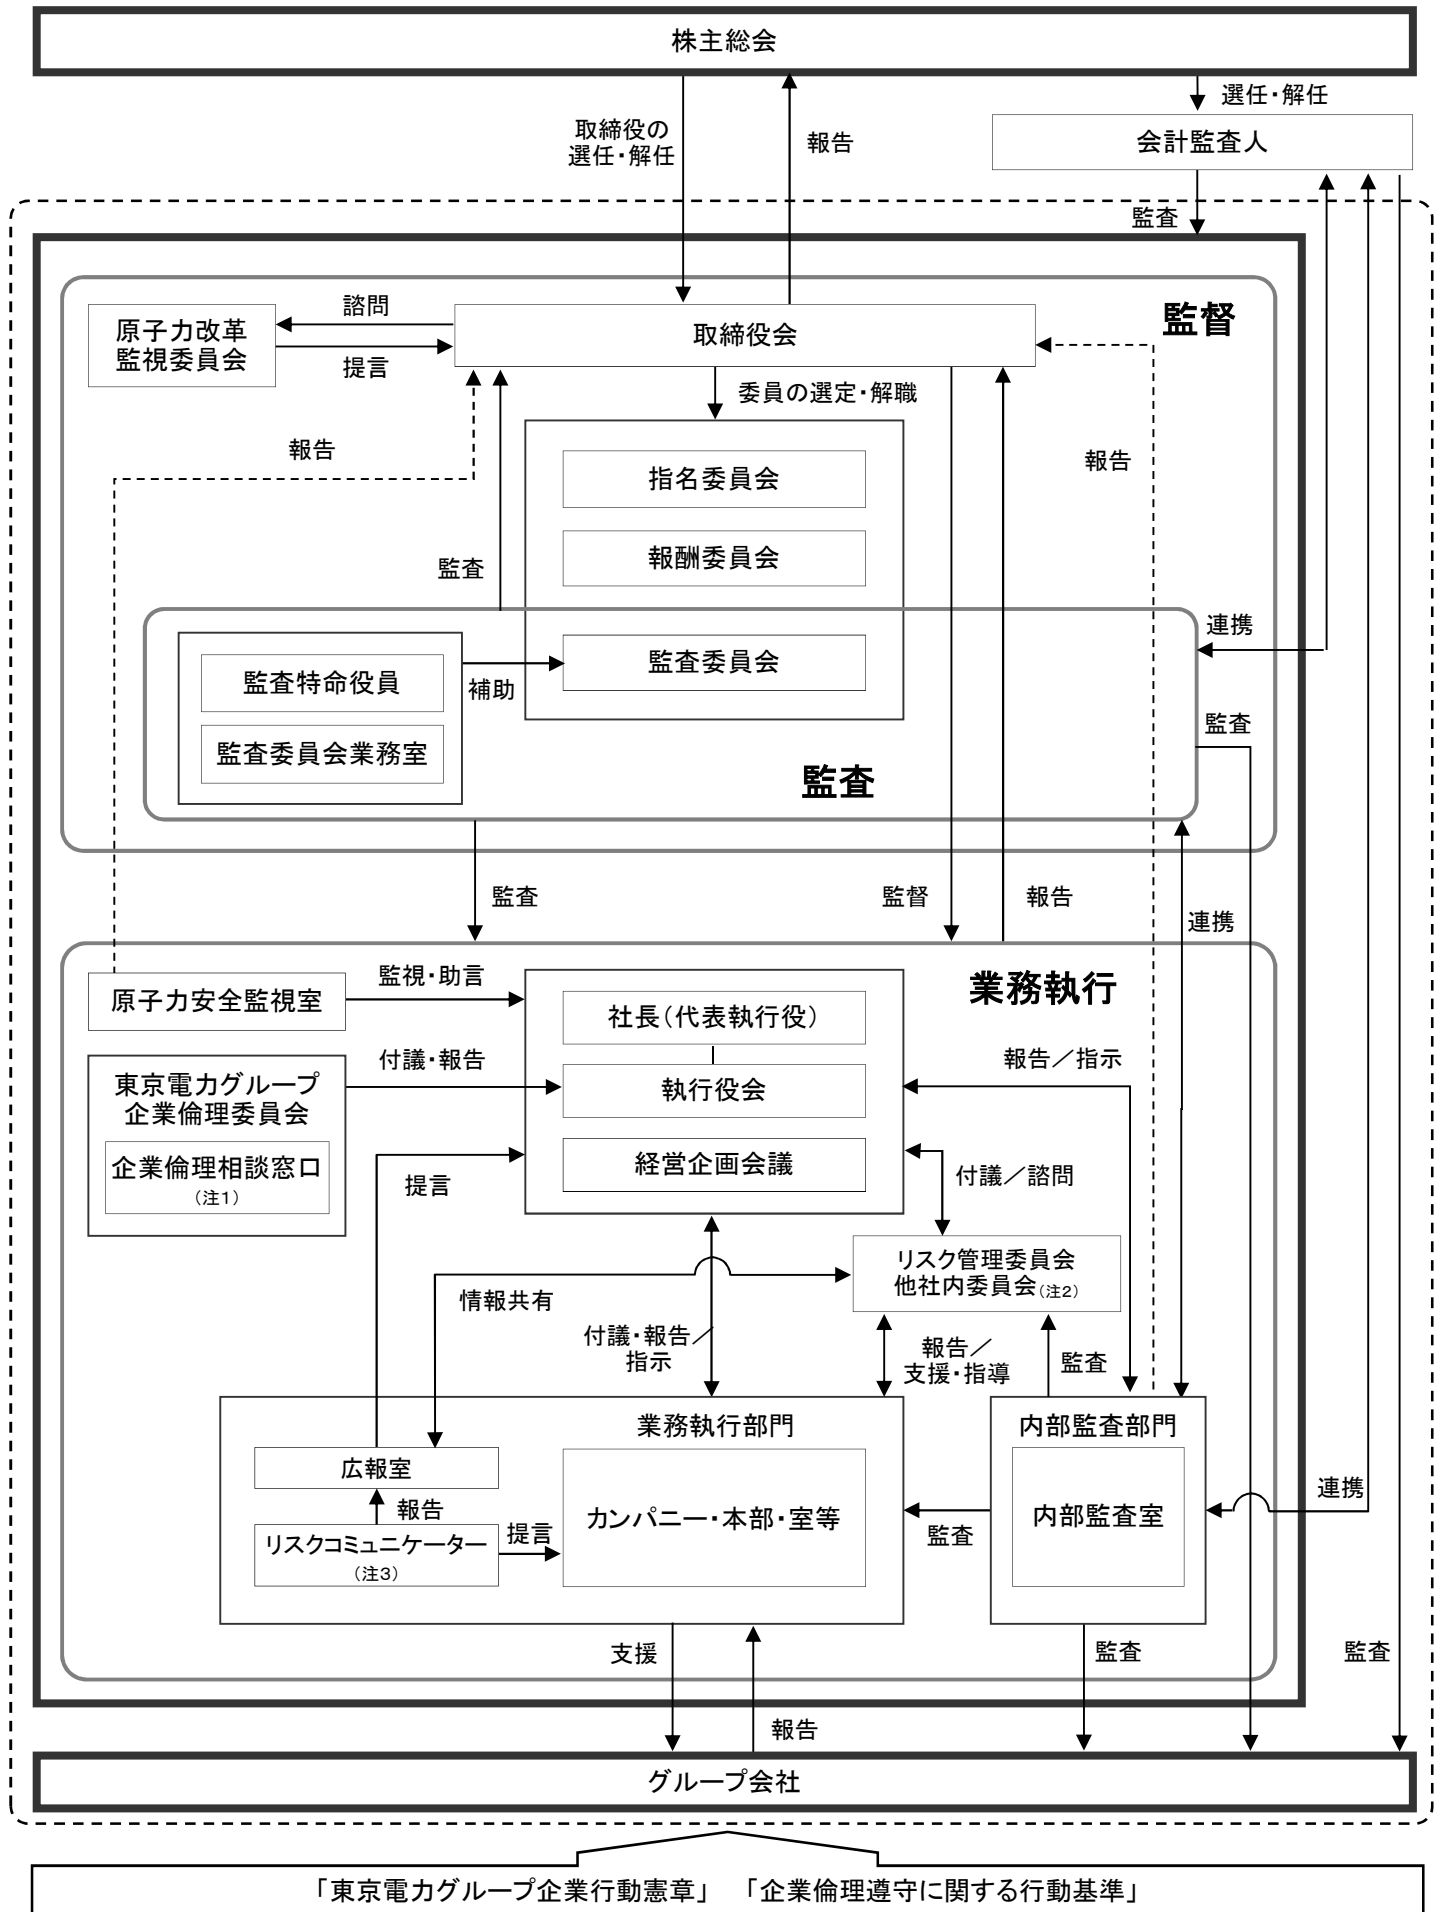 株主総会
選任・解任
取締役の
選任・解任
報告
会計監査人
監査
監督
諮問
原子力改革
監視委員会
取締役会
提言
委員の選定・解職
報告
報告
指名委員会
報酬委員会
監査
連携
監査委員会
監査特命役員
補助
監査
監査委員会業務室
監査
監査
監督
報告
連携
業務執行
監視・助言
原子力安全監視室
社長（代表執行役）
付議・報告
報告／指示
東京電力グループ
企業倫理委員会
執行役会
企業倫理相談窓口
（注1）
経営企画会議
提言
付議／諮問
リスク管理委員会
他社内委員会（注2）
情報共有
付議・報告／
指示
報告／
支援・指導
監査
業務執行部門
内部監査部門
広報室
連携
報告
カンパニー・本部・室等
内部監査室
リスクコミュニケーター
（注3）
提言
監査
支援
監査
監査
報告
グループ会社
「東京電力グループ企業行動憲章」　「企業倫理遵守に関する行動基準」